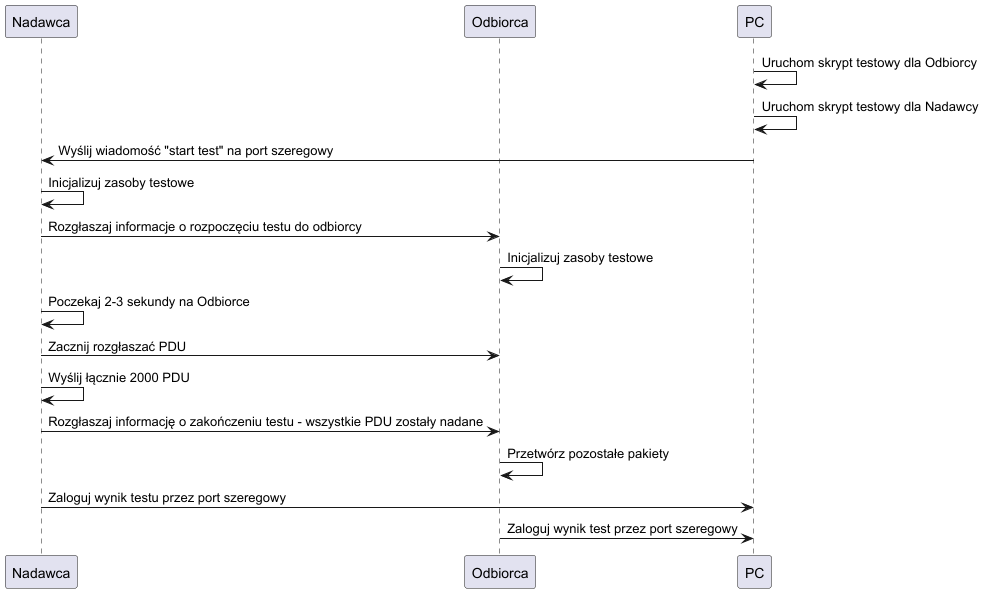 Nadawca
Odbiorca
PC
Uruchom skrypt testowy dla Odbiorcy
Uruchom skrypt testowy dla Nadawcy
Wyślij wiadomość "start test" na port szeregowy
Inicjalizuj zasoby testowe
Rozgłaszaj informacje o rozpoczęciu testu do odbiorcy
Inicjalizuj zasoby testowe
Poczekaj 2-3 sekundy na Odbiorce
Zacznij rozgłaszać PDU
Wyślij łącznie 2000 PDU
Rozgłaszaj informację o zakończeniu testu - wszystkie PDU zostały nadane
Przetwórz pozostałe pakiety
Zaloguj wynik testu przez port szeregowy
Zaloguj wynik test przez port szeregowy
Nadawca
Odbiorca
PC